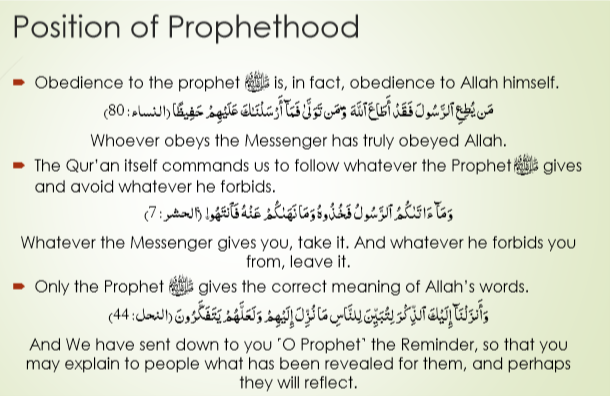 Position of Prophethood
Obedience to the prophet ﷺ is, in fact, obedience to Allah himself.
مَّن يُطِعِ ٱلرَّسُولَ فَقَدْ أَطَاعَ ٱللَّهَ وَمَن تَوَلَّىٰ فَمَآ أَرْسَلْنَٰكَ عَلَيْهِمْ حَفِيظًا (النساء: 80)
Whoever obeys the Messenger has truly obeyed Allah.
The Qur'an itself commands us to follow whatever the Prophet ﷺ gives
and avoid whatever he forbids.
وَمَآ ءَاتَىٰكُمُ ٱلرَّسُولُ فَخُذُوهُ وَمَا نَهَىٰكُمْ عَنْهُ فَٱنتَهُوا۟ (الحشر: 7)
Whatever the Messenger gives you, take it. And whatever he forbids you
from, leave it.
Only the Prophet ﷺ gives the correct meaning of Allah's words.
وَأَنزَلْنَآ إِلَيْكَ ٱلذِّكْرَ لِتُبَيِّنَ لِلنَّاسِ مَا نُزِّلَ إِلَيْهِمْ وَلَعَلَّهُمْ يَتَفَكَّرُونَ (النحل: 44)
And We have sent down to you ˹O Prophet˺ the Reminder, so that you
may explain to people what has been revealed for them, and perhaps
they will reflect.